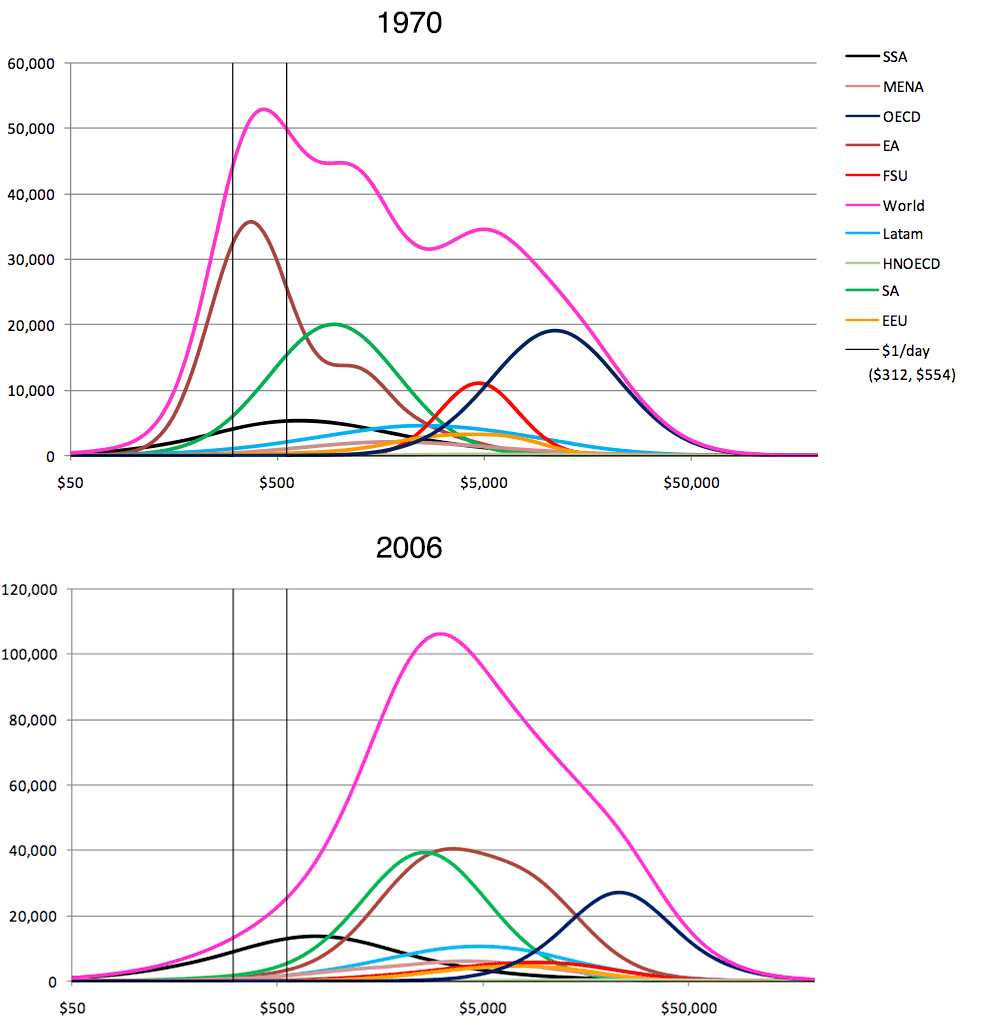 1970
60,000
50,000
40,000
30,000
20,000
10,000
0
$50
$500
$5,000
$50,000
SSA
MENA
OECD
EA
FSU
World
Latam
HNOECD
SA
EEU
$1/day
($312, $554)
2006
120,000
100,000
80,000
60,000
40,000
20,000
0
$50
$500
$5,000
$50,000